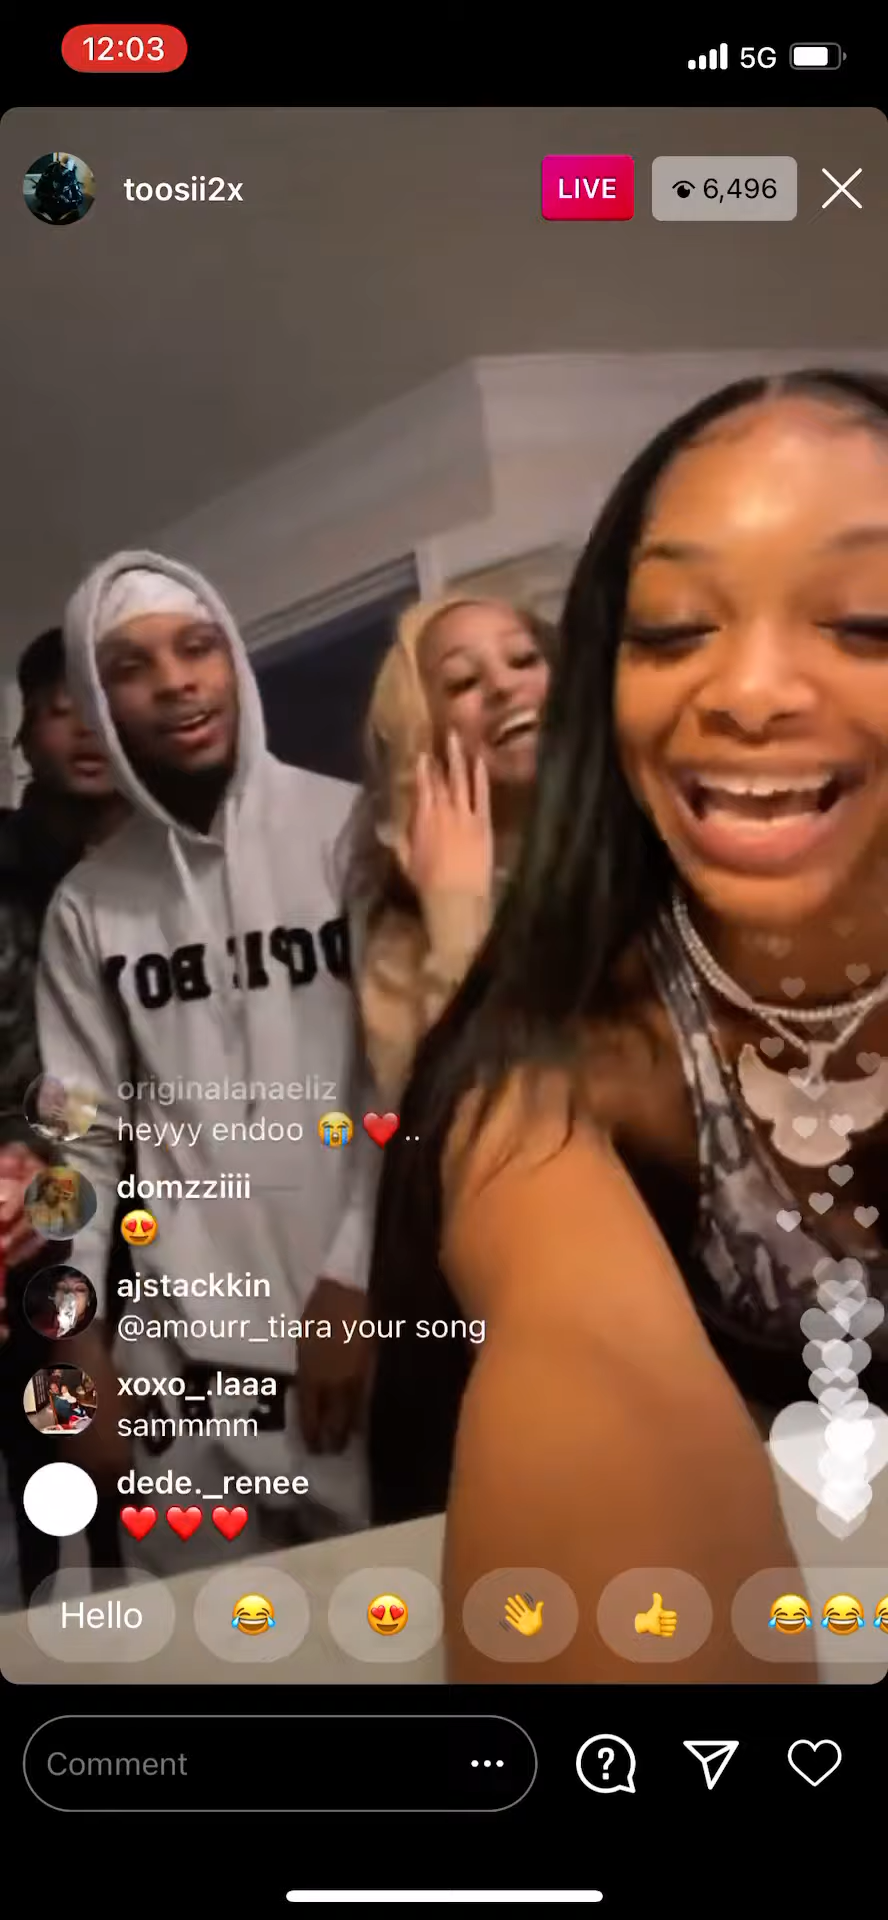 12:03
5G
toosii2x
LIVE
6,496
originalanaeliz
heyyy endoo 😭❤️..
domzziiii
😍
ajstackkin
@amourr_tiara your song
xoxo_.laaa
sammmm
dede._renee
❤️❤️❤️
Hello 😂 😍 👋 👍 😂😂
Comment